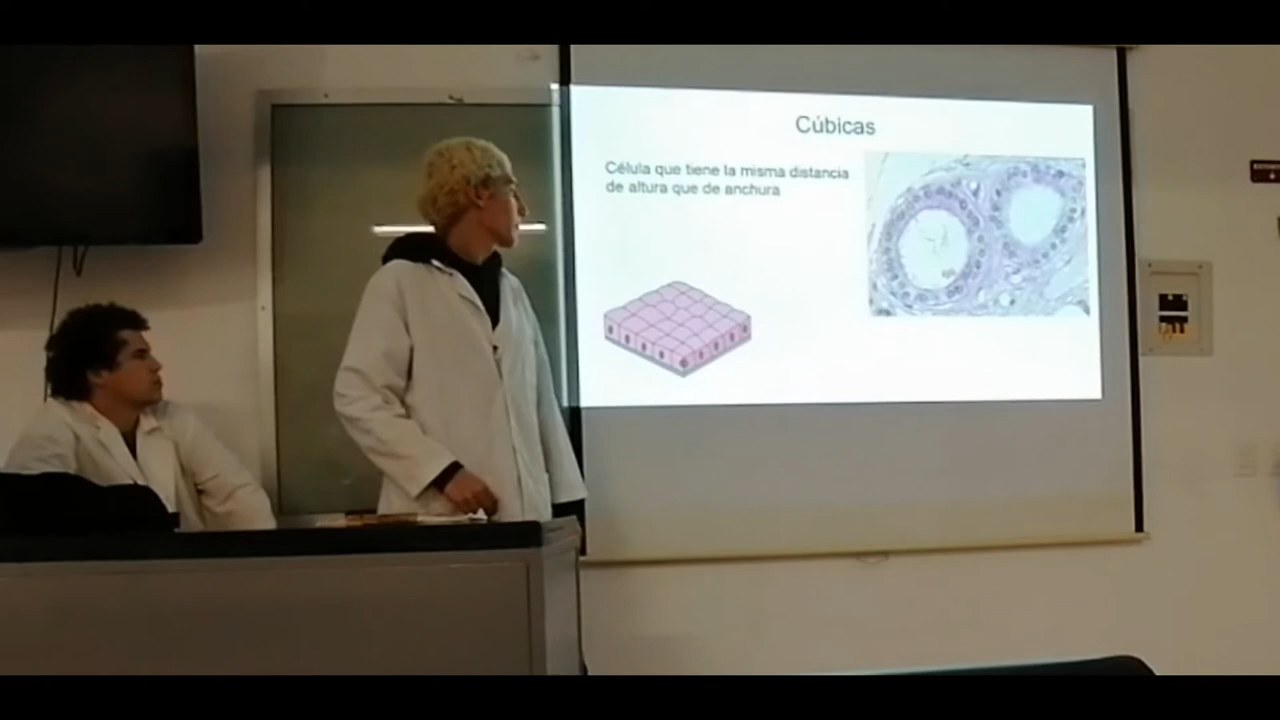 Cúbicas
Célula que tiene la misma distancia
de altura que de anchura